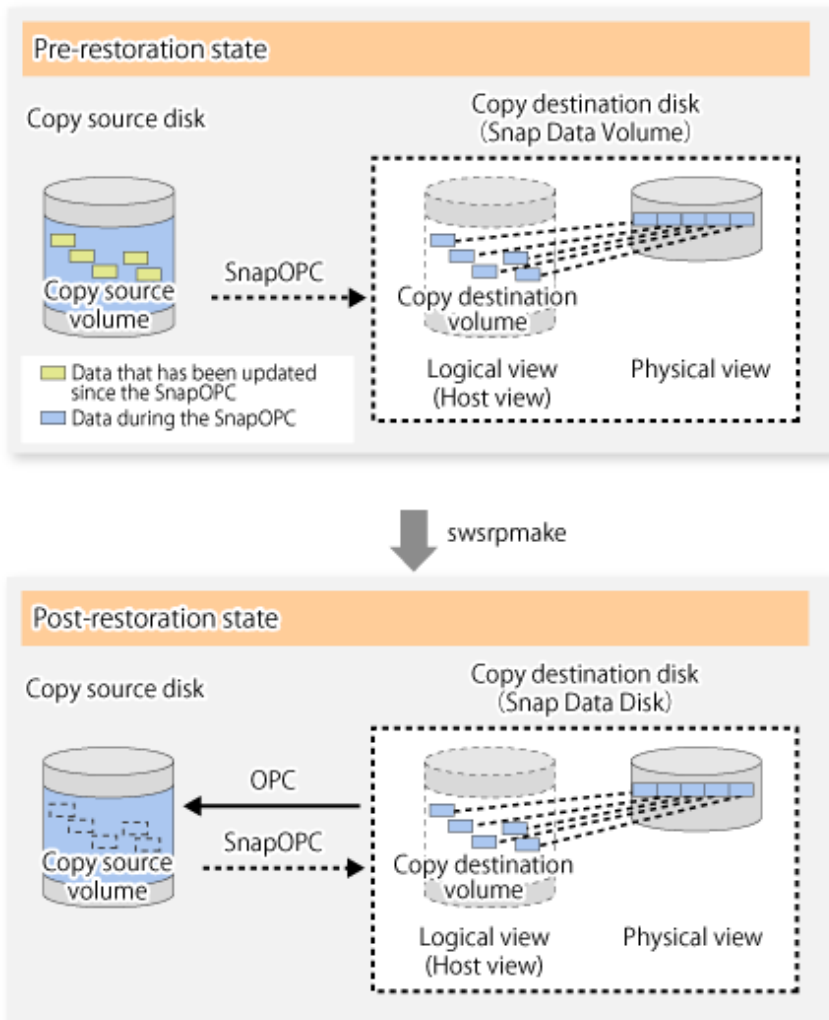 Pre-restoration state
Copy source disk
Copy destination disk
(Snap Data Volume)
Copy source
volume
SnapOPC
Copy destination
volume
Logical view
(Host view)
Physical view
Data that has been updated
since the SnapOPC
Data during the SnapOPC
swsrpmake
Post-restoration state
Copy source disk
Copy destination disk
(Snap Data Disk)
OPC
SnapOPC
Copy source
volume
Copy destination
volume
Logical view
(Host view)
Physical view